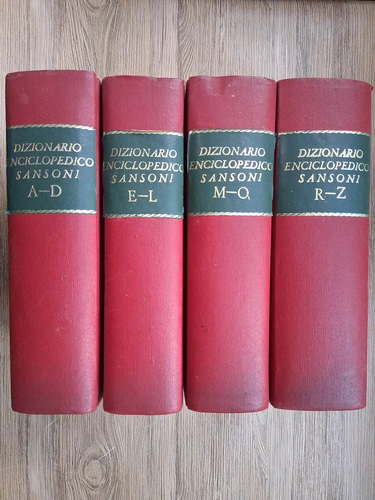 DIZIONARIO
ENCICLOPEDICO
SANSONI
A-D
DIZIONARIO
ENCICLOPEDICO
SANSONI
E-L
DIZIONARIO
ENCICLOPEDICO
SANSONI
M-Q
DIZIONARIO
ENCICLOPEDICO
SANSONI
R-Z